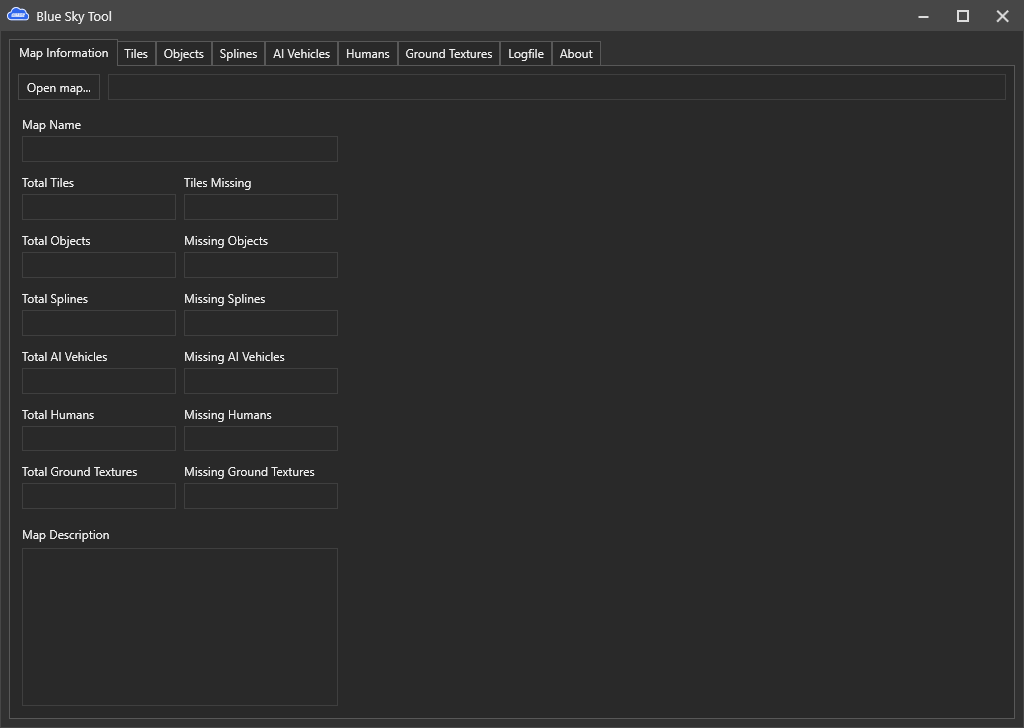 Blue Sky Tool
Map Information Tiles Objects Splines AI Vehicles Humans Ground Textures Logfile About
Open map...
Map Name
Total Tiles Tiles Missing
Total Objects Missing Objects
Total Splines Missing Splines
Total AI Vehicles Missing AI Vehicles
Total Humans Missing Humans
Total Ground Textures Missing Ground Textures
Map Description